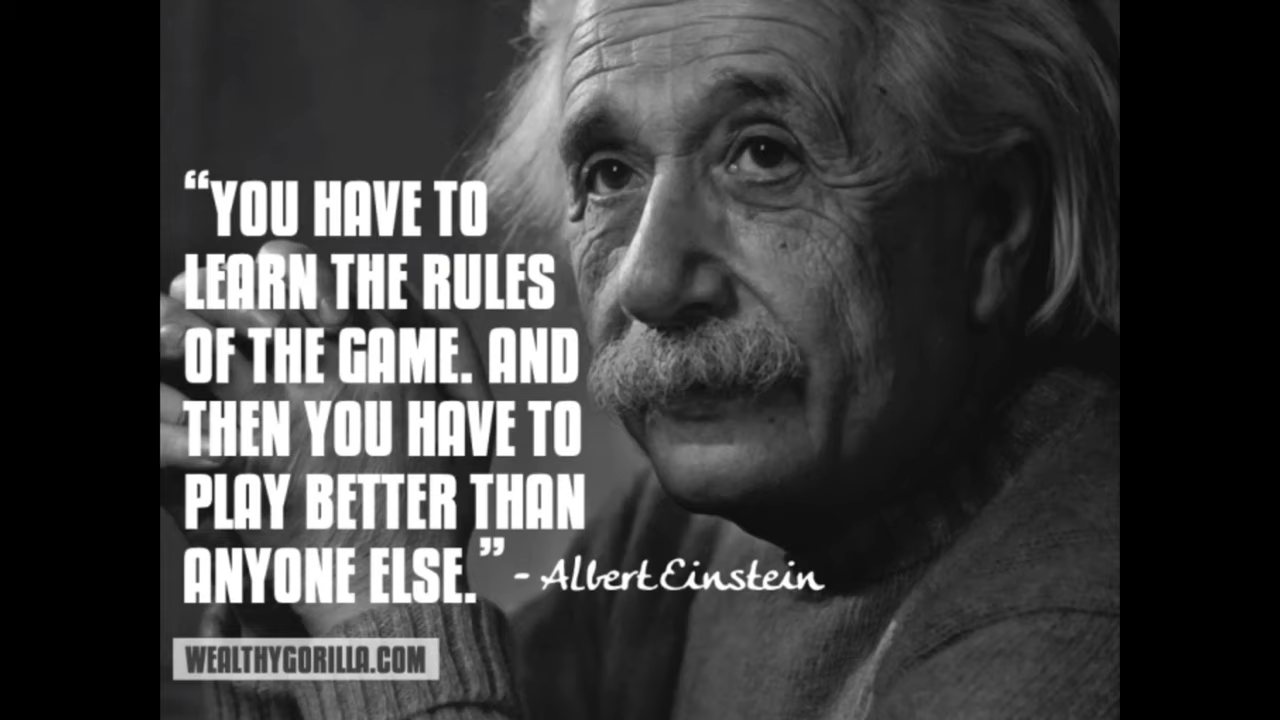 “YOU HAVE TO
LEARN THE RULES
OF THE GAME. AND
THEN YOU HAVE TO
PLAY BETTER THAN
ANYONE ELSE.” - Albert Einstein
WEALTHYGORILLA.COM